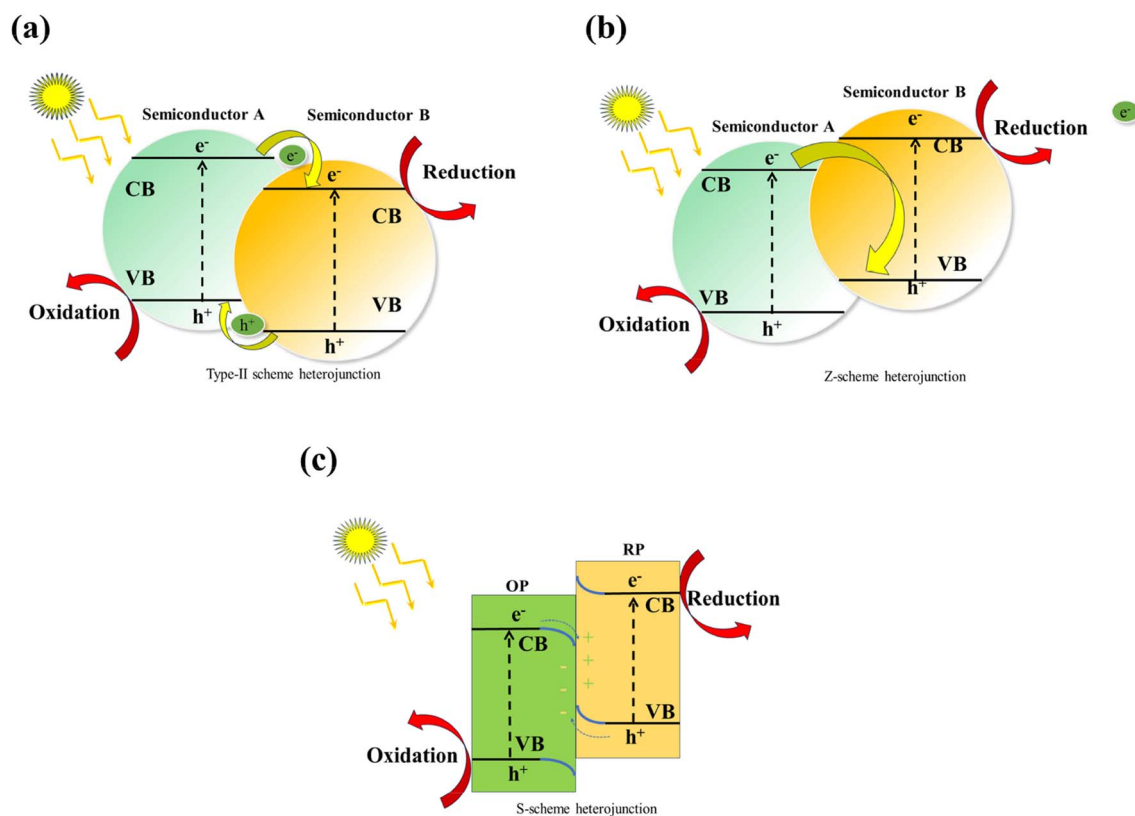 (a)
Semiconductor A
Semiconductor B
e-
e-
e-
Reduction
CB
CB
VB
VB
Oxidation
h+
h+
h+
Type-II scheme heterojunction
(b)
Semiconductor B
Semiconductor A
e-
e-
Reduction
CB
e-
CB
VB
VB
h+
Oxidation
h+
Z-scheme heterojunction
(c)
RP
OP
e-
e-
CB
CB
Reduction
+
+
+
-
-
-
VB
VB
h+
Oxidation
h+
S-scheme heterojunction